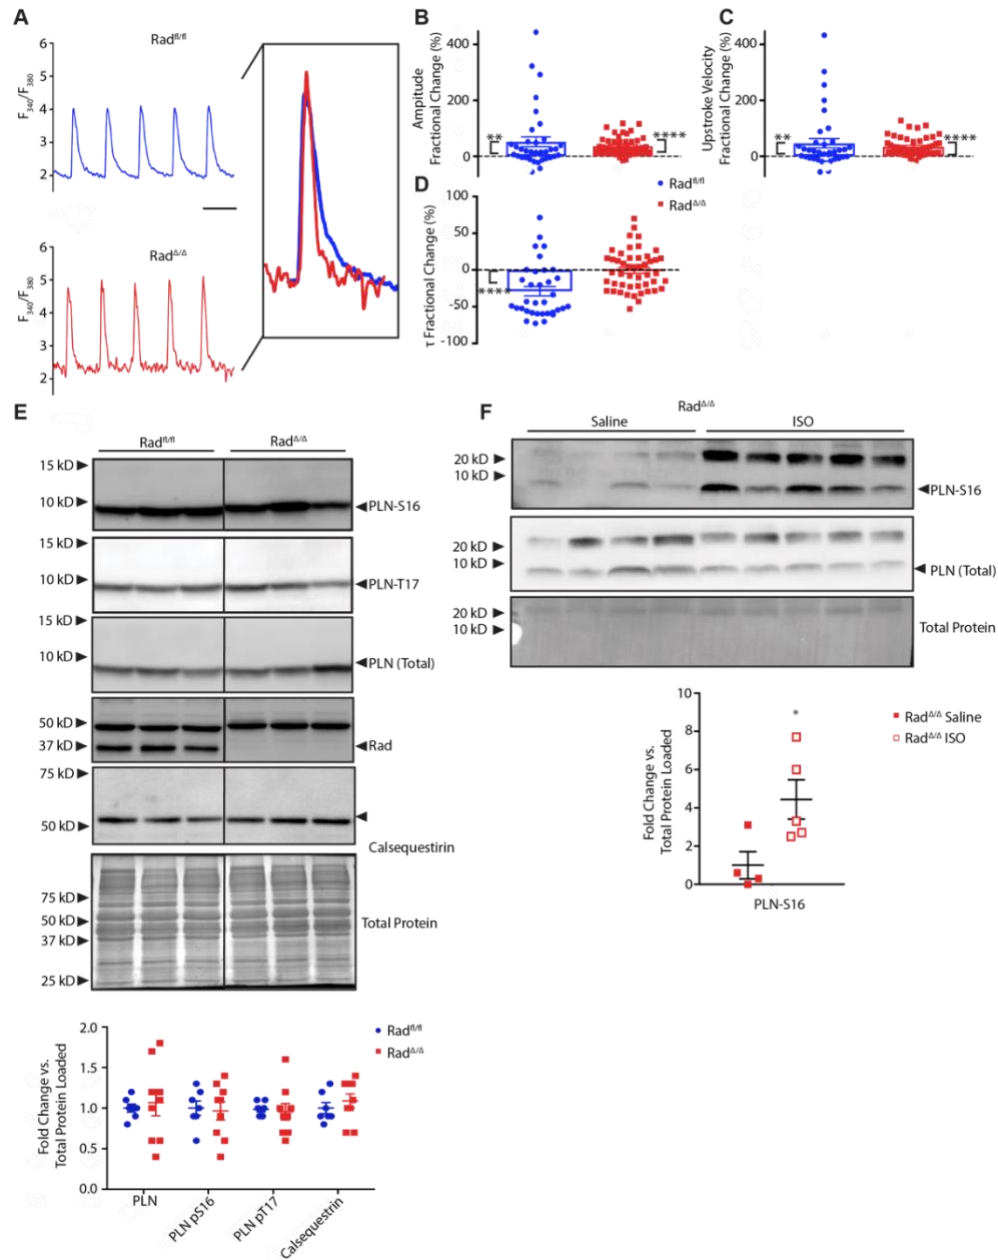 A
Rad^fl/fl
F340/F380
6
5
4
3
2
Rad^Δ/Δ
F340/F380
6
5
4
3
2
B
Amplitude
Fractional Change (%)
400
200
0
**
****
C
Upstroke Velocity
Fractional Change (%)
400
200
0
**
****
D
τ Fractional Change (%)
100
50
0
-50
-100
****
Rad^fl/fl
Rad^Δ/Δ
E
Rad^fl/fl
Rad^Δ/Δ
15 kD
10 kD
PLN-S16
15 kD
10 kD
PLN-T17
15 kD
10 kD
PLN (Total)
50 kD
37 kD
Rad
75 kD
50 kD
Calsequestirin
75 kD
50 kD
37 kD
25 kD
Total Protein
Fold Change vs.
Total Protein Loaded
2.0
1.5
1.0
0.5
0.0
PLN
PLN pS16
PLN pT17
Calsequestrin
Rad^fl/fl
Rad^Δ/Δ
F
Rad^Δ/Δ
Saline
ISO
20 kD
10 kD
PLN-S16
20 kD
10 kD
PLN (Total)
20 kD
10 kD
Total Protein
Fold Change vs.
Total Protein Loaded
10
8
6
4
2
0
*
PLN-S16
Rad^Δ/Δ Saline
Rad^Δ/Δ ISO